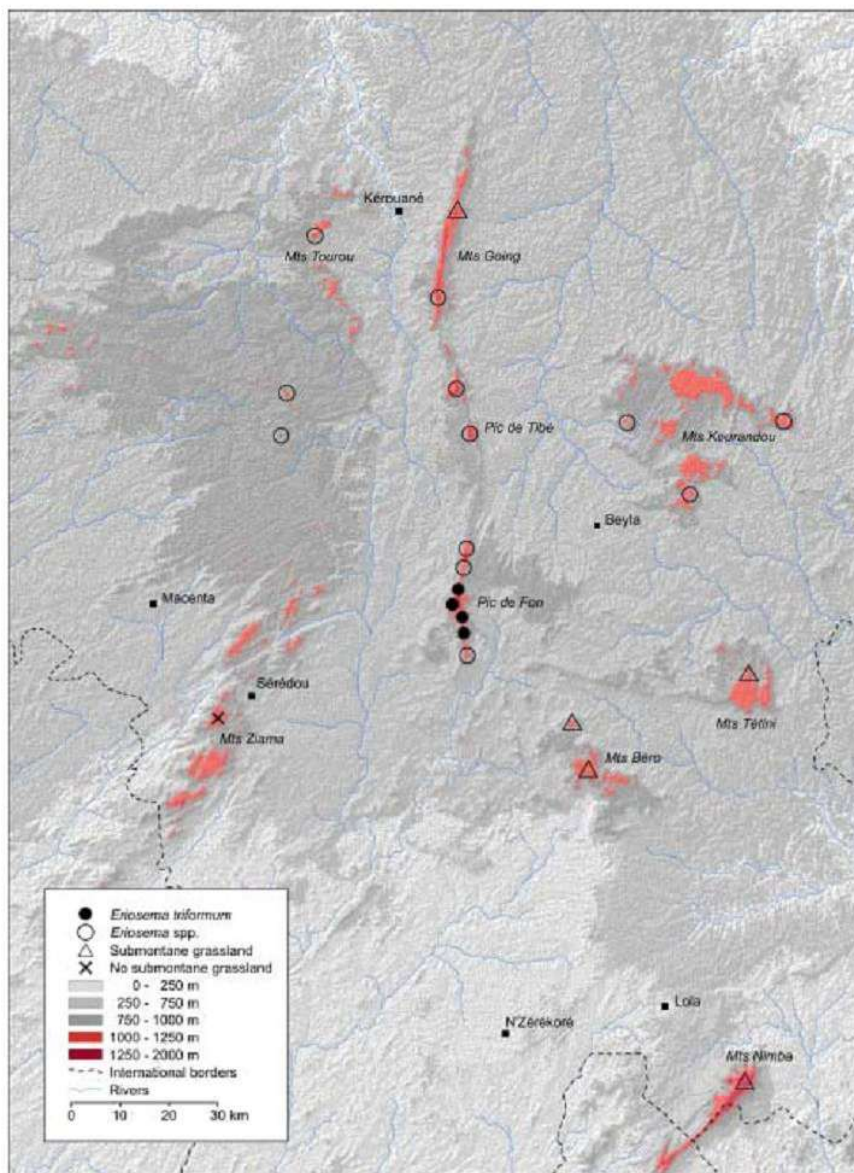 Kérouané
Mts Tourou
Mts Going
Pic de Tibé
Mts Kourandou
Beyla
Macenta
Pic de Fon
Sérédou
Mts Ziama
Mts Tétini
Mts Béro
Eriosema triformum
Eriosema spp.
Submontane grassland
No submontane grassland
0 - 250 m
250 - 750 m
750 - 1000 m
1000 - 1250 m
1250 - 2000 m
International borders
Rivers
0 10 20 30 km
Lola
N'Zérékoré
Mts Nimba